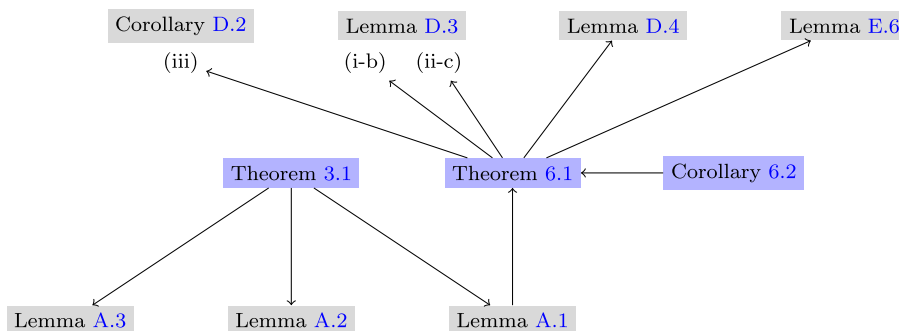 Corollary D.2
Lemma D.3
Lemma D.4
Lemma E.6
(iii)
(i-b)
(ii-c)
Theorem 3.1
Theorem 6.1
Corollary 6.2
Lemma A.3
Lemma A.2
Lemma A.1